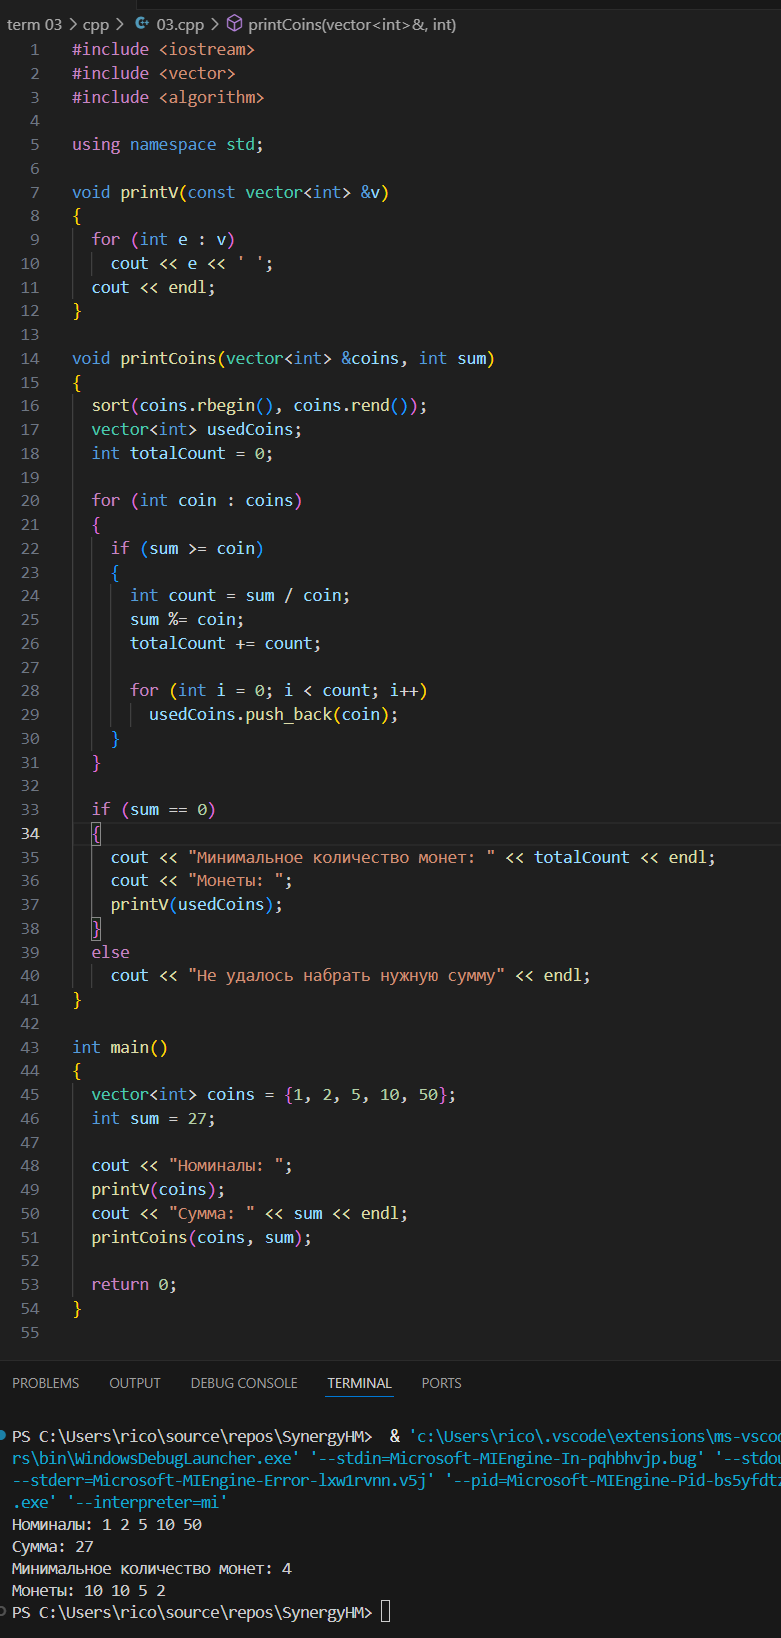 term 03 > cpp > 03.cpp > printCoins(vector<int>&, int)
1 #include <iostream>
2 #include <vector>
3 #include <algorithm>
4
5 using namespace std;
6
7 void printV(const vector<int> &v)
8 {
9   for (int e : v)
10     cout << e << ' ';
11   cout << endl;
12 }
13
14 void printCoins(vector<int> &coins, int sum)
15 {
16   sort(coins.rbegin(), coins.rend());
17   vector<int> usedCoins;
18   int totalCount = 0;
19
20   for (int coin : coins)
21   {
22     if (sum >= coin)
23     {
24       int count = sum / coin;
25       sum %= coin;
26       totalCount += count;
27
28       for (int i = 0; i < count; i++)
29         usedCoins.push_back(coin);
30     }
31   }
32
33   if (sum == 0)
34   {
35     cout << "Минимальное количество монет: " << totalCount << endl;
36     cout << "Монеты: ";
37     printV(usedCoins);
38   }
39   else
40     cout << "Не удалось набрать нужную сумму" << endl;
41 }
42
43 int main()
44 {
45   vector<int> coins = {1, 2, 5, 10, 50};
46   int sum = 27;
47
48   cout << "Номиналы: ";
49   printV(coins);
50   cout << "Сумма: " << sum << endl;
51   printCoins(coins, sum);
52
53   return 0;
54 }
55
PROBLEMS OUTPUT DEBUG CONSOLE TERMINAL PORTS
PS C:\Users\rico\source\repos\SynergyHM>  & 'c:\Users\rico\.vscode\extensions\ms-vscod
rs\bin\WindowsDebugLauncher.exe' '--stdin=Microsoft-MIEngine-In-pqhbhvjp.bug' '--stdou
--stderr=Microsoft-MIEngine-Error-lxw1rvnn.v5j' '--pid=Microsoft-MIEngine-Pid-bs5yfdtz
.exe' '--interpreter=mi'
Номиналы: 1 2 5 10 50
Сумма: 27
Минимальное количество монет: 4
Монеты: 10 10 5 2
PS C:\Users\rico\source\repos\SynergyHM>